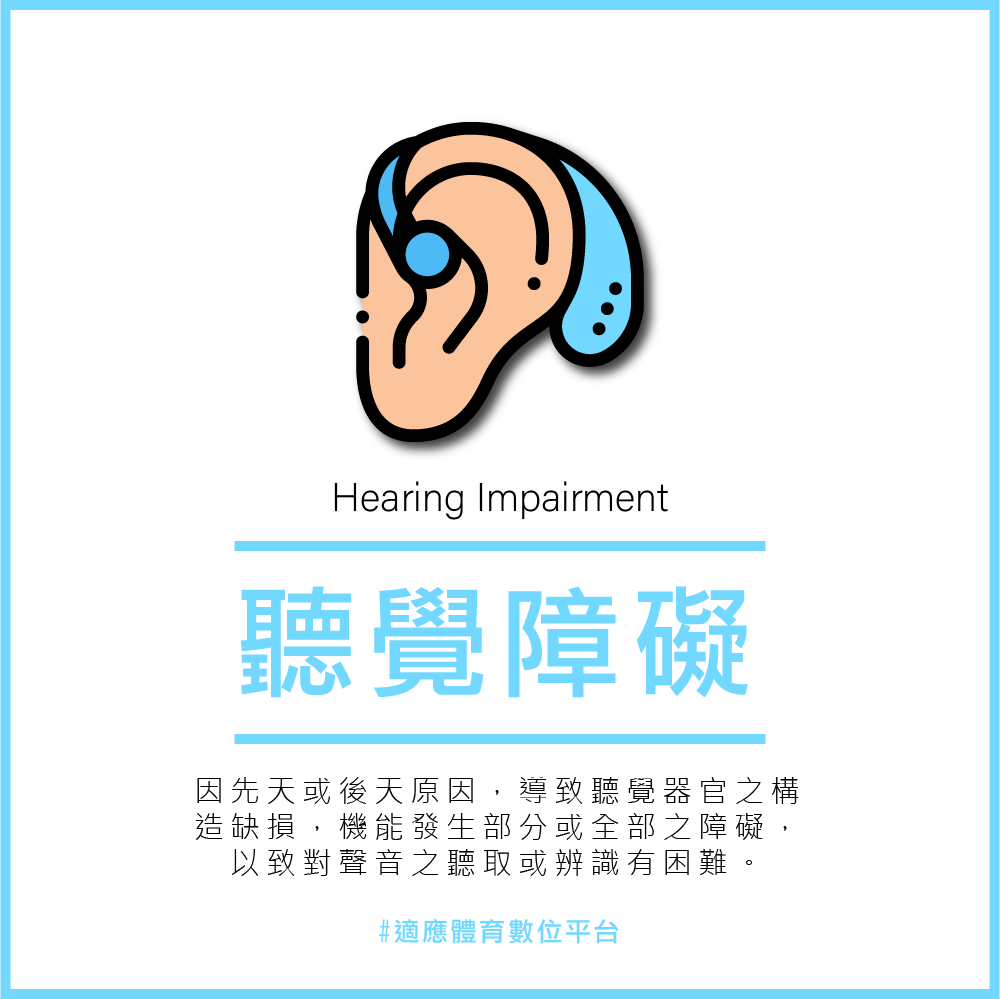 Hearing Impairment
聽覺障礙
因先天或後天原因，導致聽覺器官之構
造缺損，機能發生部分或全部之障礙，
以致對聲音之聽取或辨識有困難。
#適應體育數位平台